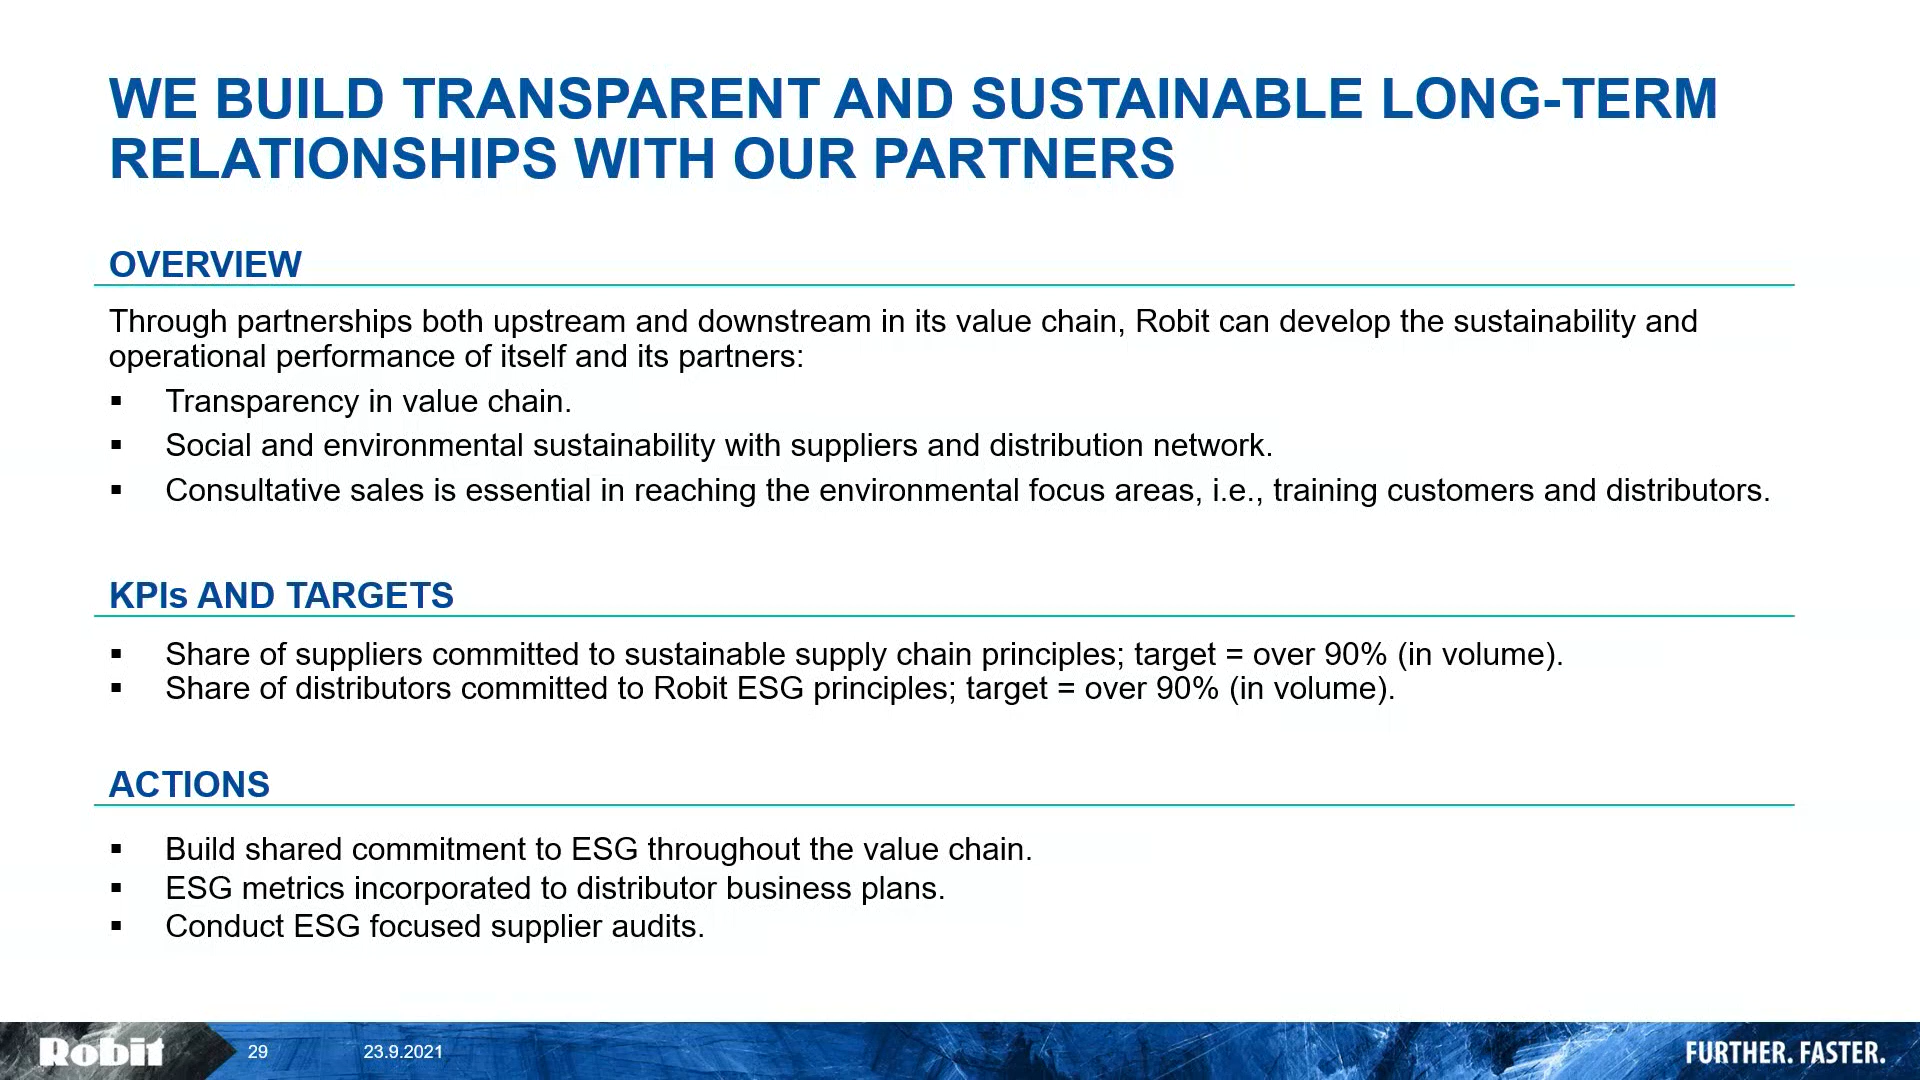 WE BUILD TRANSPARENT AND SUSTAINABLE LONG-TERM
RELATIONSHIPS WITH OUR PARTNERS
OVERVIEW
Through partnerships both upstream and downstream in its value chain, Robit can develop the sustainability and
operational performance of itself and its partners:
▪ Transparency in value chain.
▪ Social and environmental sustainability with suppliers and distribution network.
▪ Consultative sales is essential in reaching the environmental focus areas, i.e., training customers and distributors.
KPIs AND TARGETS
▪ Share of suppliers committed to sustainable supply chain principles; target = over 90% (in volume).
▪ Share of distributors committed to Robit ESG principles; target = over 90% (in volume).
ACTIONS
▪ Build shared commitment to ESG throughout the value chain.
▪ ESG metrics incorporated to distributor business plans.
▪ Conduct ESG focused supplier audits.
Robit 29 23.9.2021 FURTHER. FASTER.